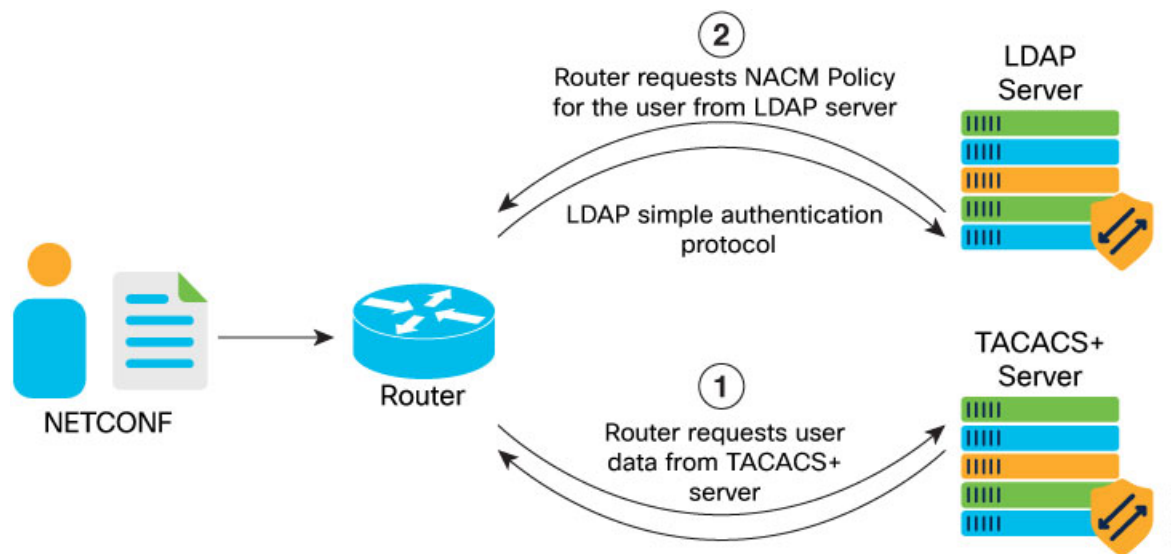 2
Router requests NACM Policy
for the user from LDAP server
LDAP simple authentication
protocol
LDAP
Server
NETCONF
Router
1
Router requests user
data from TACACS+
server
TACACS+
Server